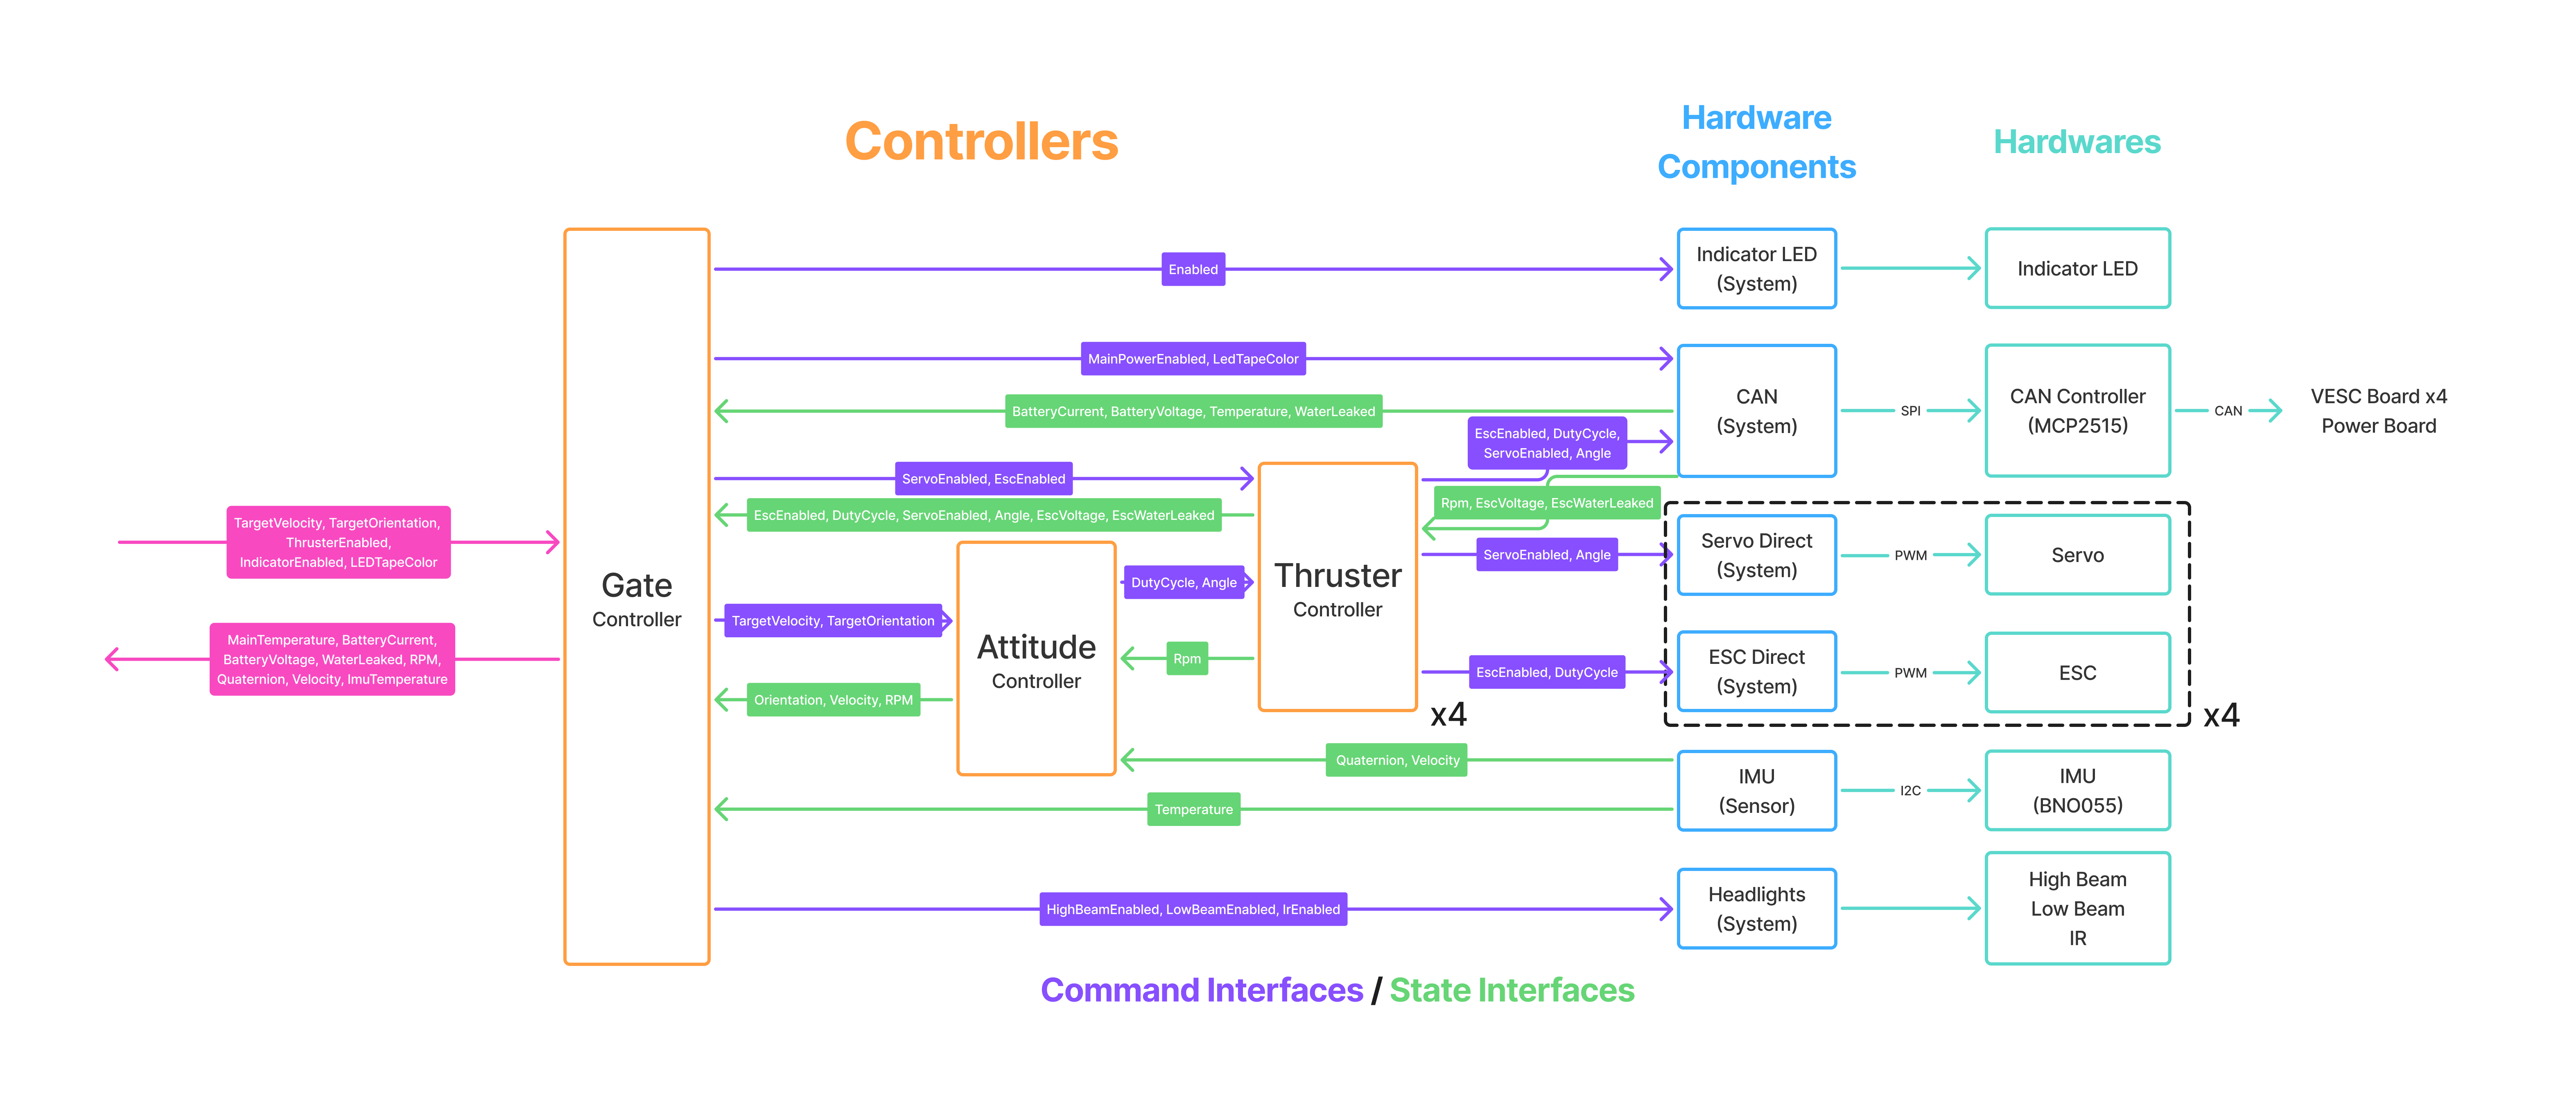 Controllers
Hardware
Components
Hardwares
Enabled
Indicator LED
(System)
Indicator LED
MainPowerEnabled, LedTapeColor
BatteryCurrent, BatteryVoltage, Temperature, WaterLeaked
CAN
(System)
SPI
CAN Controller
(MCP2515)
CAN
VESC Board x4
Power Board
EscEnabled, DutyCycle,
ServoEnabled, Angle
ServoEnabled, EscEnabled
EscEnabled, DutyCycle, ServoEnabled, Angle, EscVoltage, EscWaterLeaked
Rpm, EscVoltage, EscWaterLeaked
TargetVelocity, TargetOrientation,
ThrusterEnabled,
IndicatorEnabled, LEDTapeColor
MainTemperature, BatteryCurrent,
BatteryVoltage, WaterLeaked, RPM,
Quaternion, Velocity, ImuTemperature
Gate
Controller
TargetVelocity, TargetOrientation
Orientation, Velocity, RPM
Attitude
Controller
DutyCycle, Angle
Rpm
Thruster
Controller
x4
ServoEnabled, Angle
Servo Direct
(System)
PWM
Servo
EscEnabled, DutyCycle
ESC Direct
(System)
PWM
ESC
x4
Quaternion, Velocity
Temperature
IMU
(Sensor)
I2C
IMU
(BNO055)
HighBeamEnabled, LowBeamEnabled, IrEnabled
Headlights
(System)
High Beam
Low Beam
IR
Command Interfaces / State Interfaces